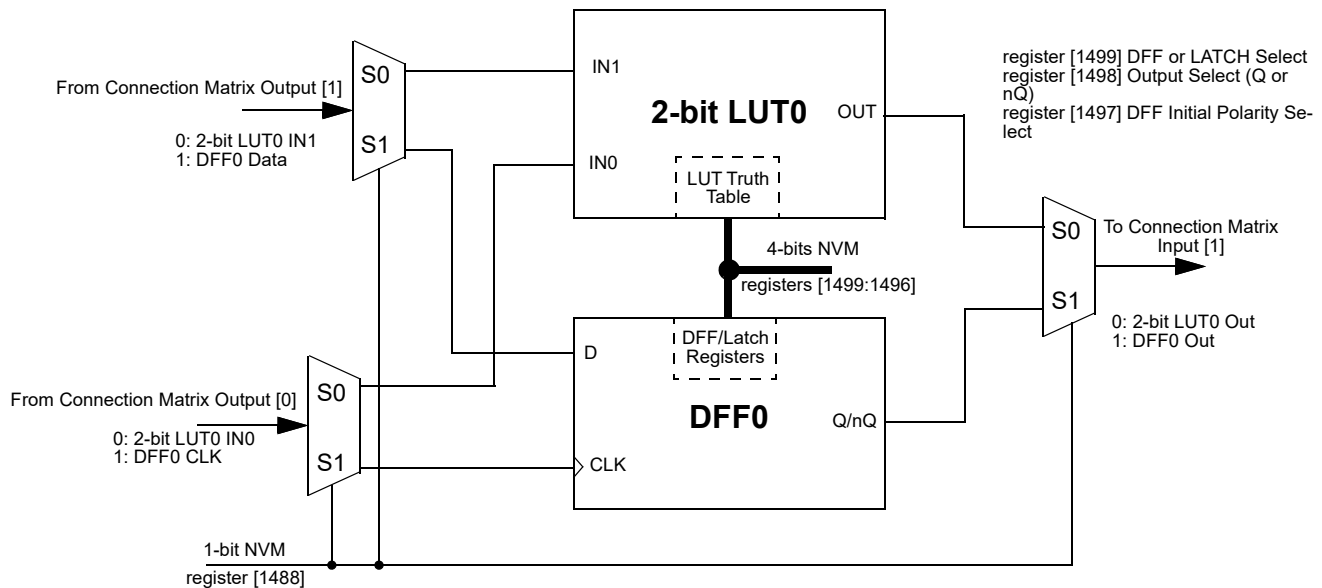 From Connection Matrix Output [1]
0: 2-bit LUT0 IN1
1: DFF0 Data
S0
S1
IN1
IN0
2-bit LUT0
OUT
LUT Truth
Table
register [1499] DFF or LATCH Select
register [1498] Output Select (Q or
nQ)
register [1497] DFF Initial Polarity Se-
lect
4-bits NVM
registers [1499:1496]
S0
S1
To Connection Matrix
Input [1]
0: 2-bit LUT0 Out
1: DFF0 Out
From Connection Matrix Output [0]
0: 2-bit LUT0 IN0
1: DFF0 CLK
S0
S1
D
DFF/Latch
Registers
DFF0
Q/nQ
CLK
1-bit NVM
register [1488]